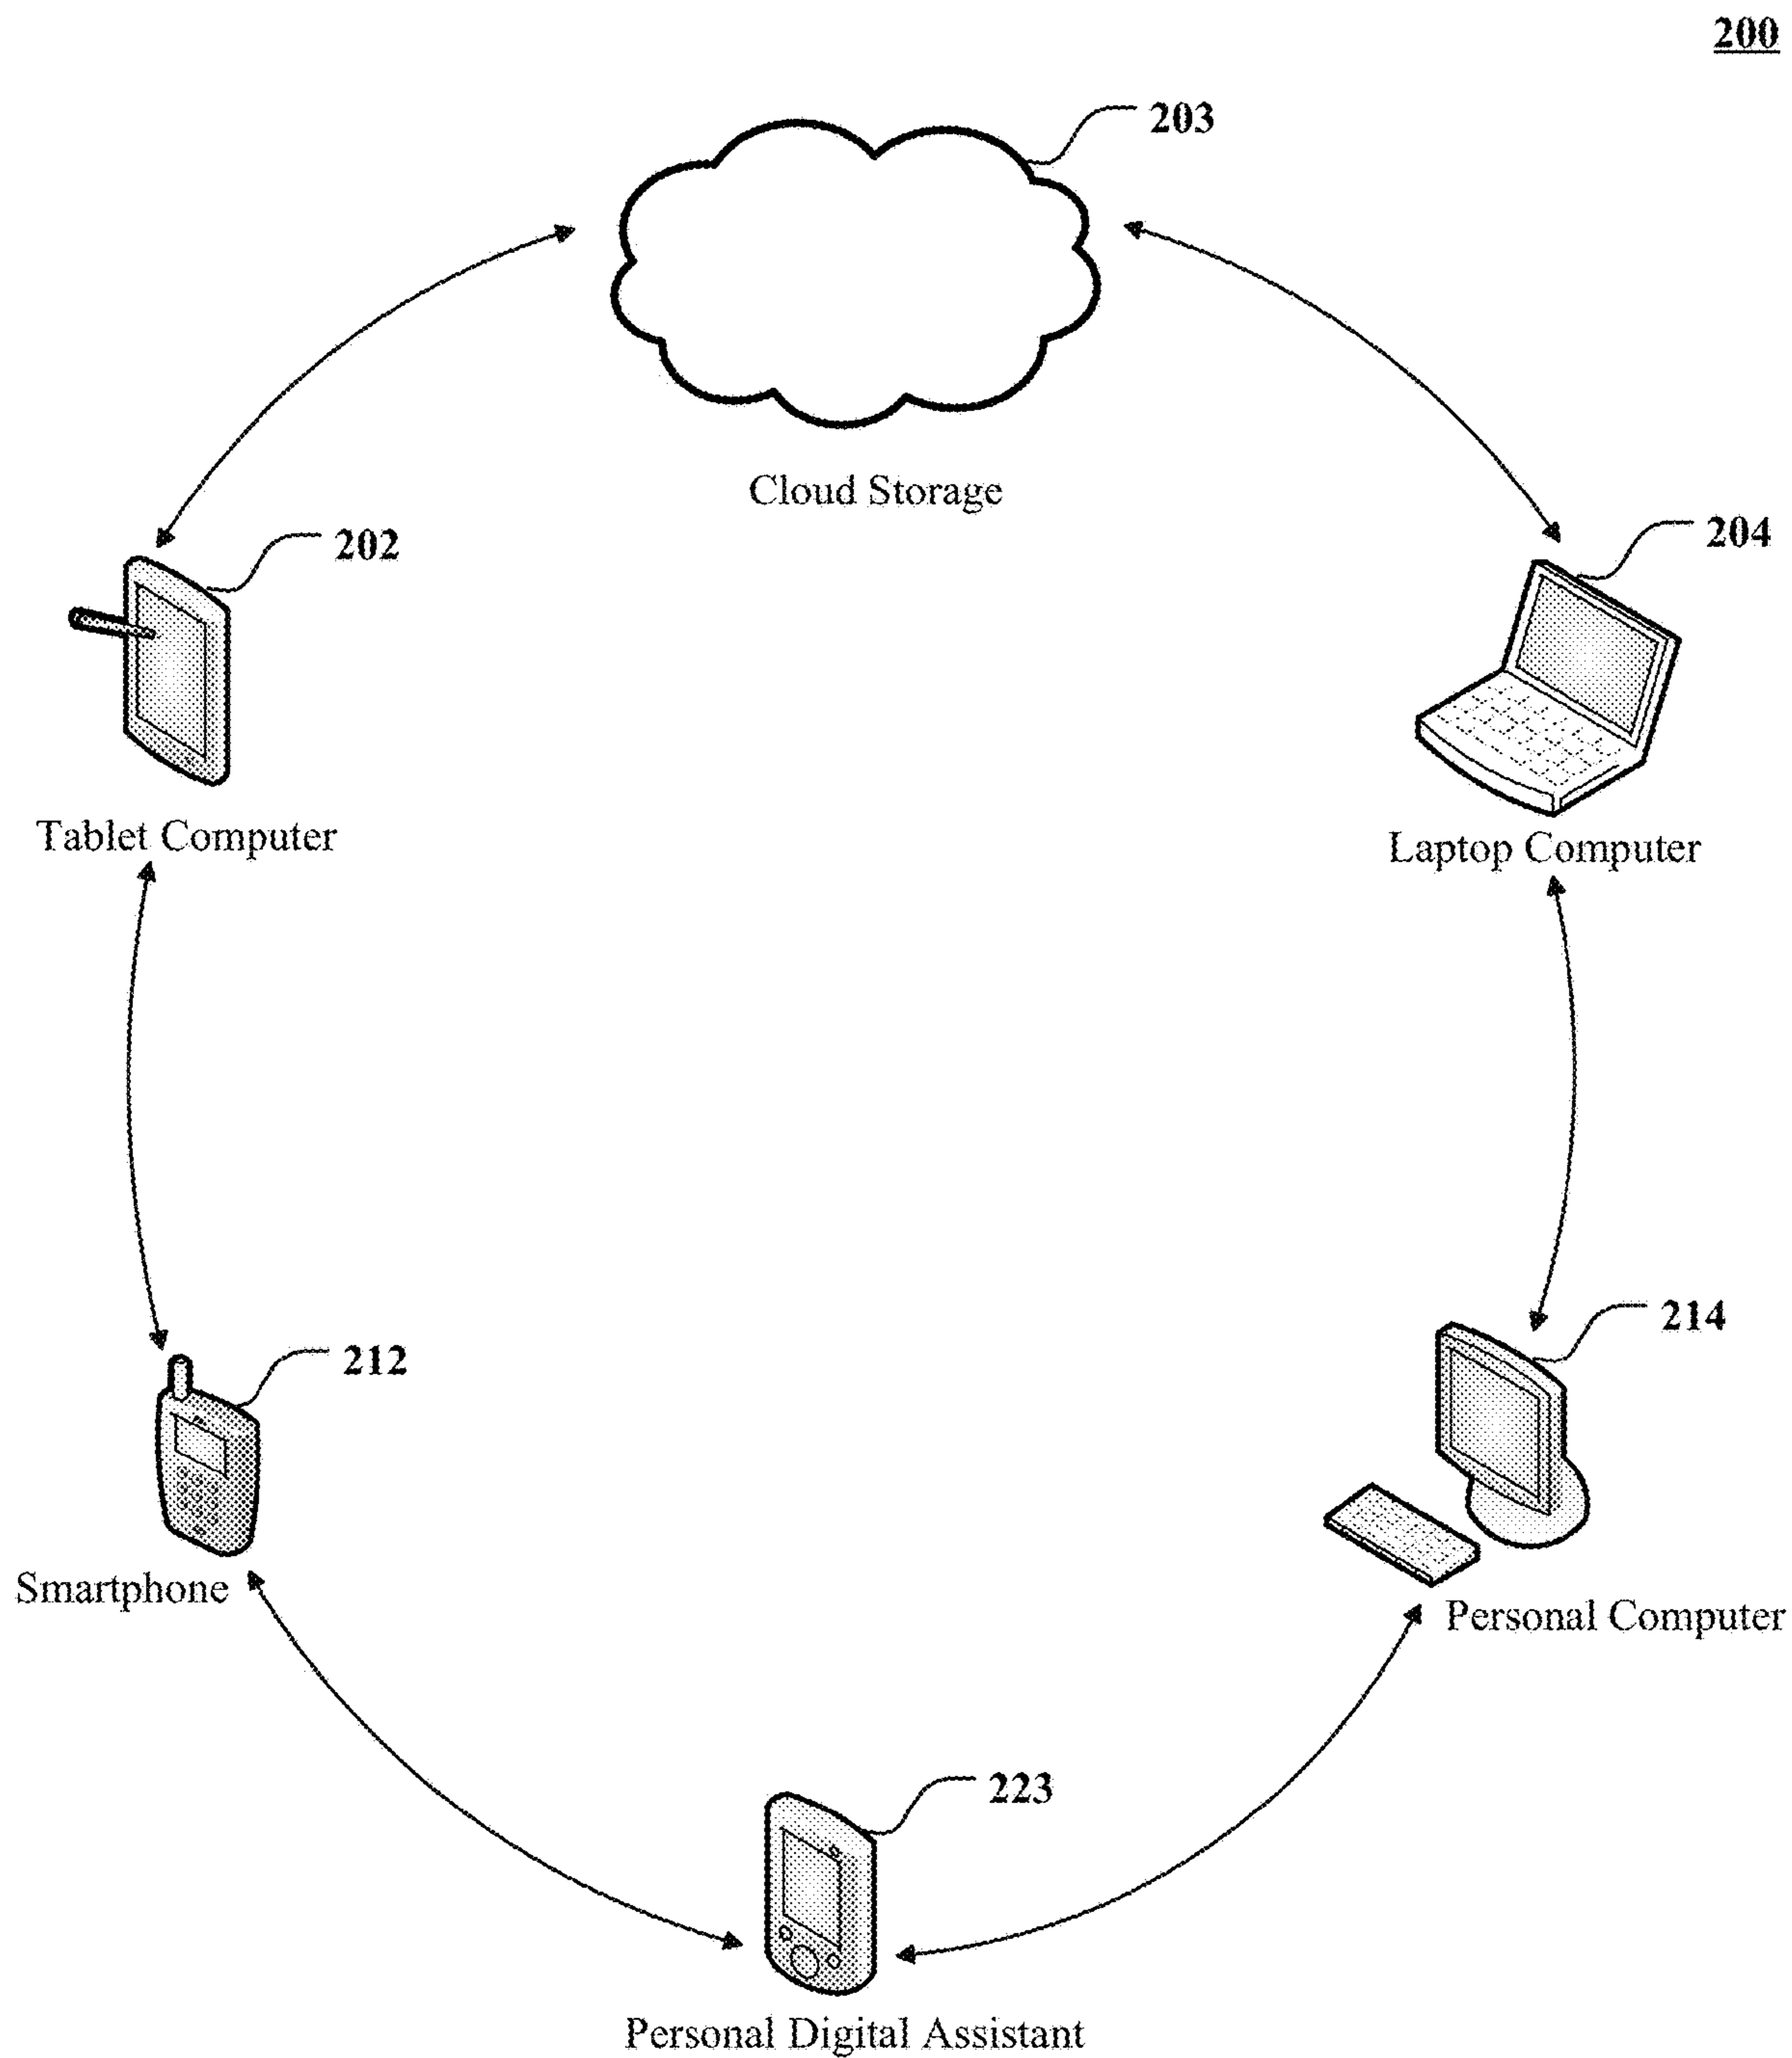 200
203
Cloud Storage
202
204
Tablet Computer
Laptop Computer
212
214
Smartphone
Personal Computer
223
Personal Digital Assistant